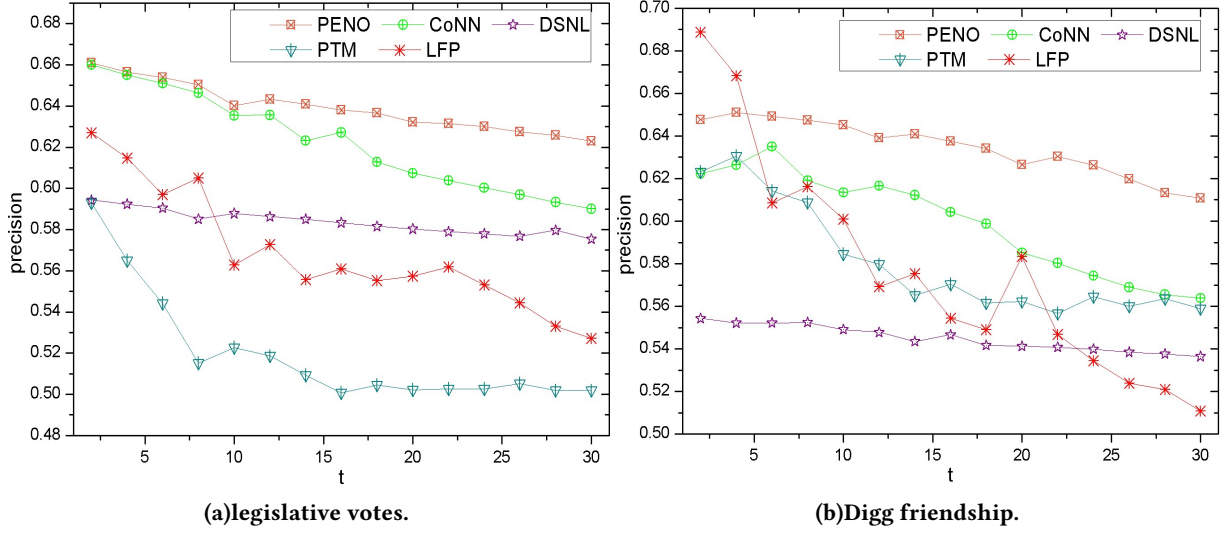 PENO CoNN DSNL
PTM LFP
0.68
0.66
0.64
0.62
0.60
0.58
0.56
0.54
0.52
0.50
0.48
precision
5 10 15 20 25 30
t
(a)legislative votes.
PENO CoNN DSNL
PTM LFP
0.70
0.68
0.66
0.64
0.62
0.60
0.58
0.56
0.54
0.52
0.50
precision
5 10 15 20 25 30
t
(b)Digg friendship.